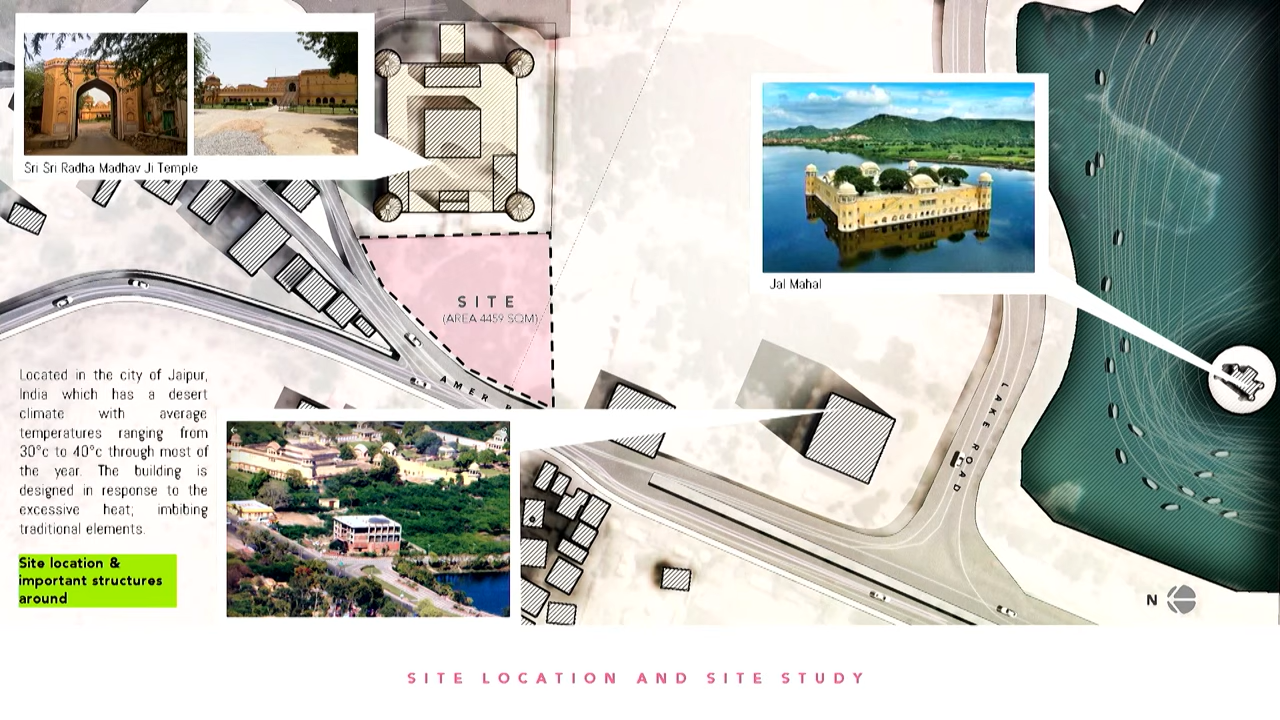 Sri Sri Radha Madhav Ji Temple
Jal Mahal
SITE
(AREA 4459 SQM)
AMER
LAKE ROAD
Located in the city of Jaipur,
India which has a desert
climate with average
temperatures ranging from
30°c to 40°c through most of
the year. The building is
designed in response to the
excessive heat; imbibing
traditional elements.
Site location &
important structures
around
N
SITE LOCATION AND SITE STUDY